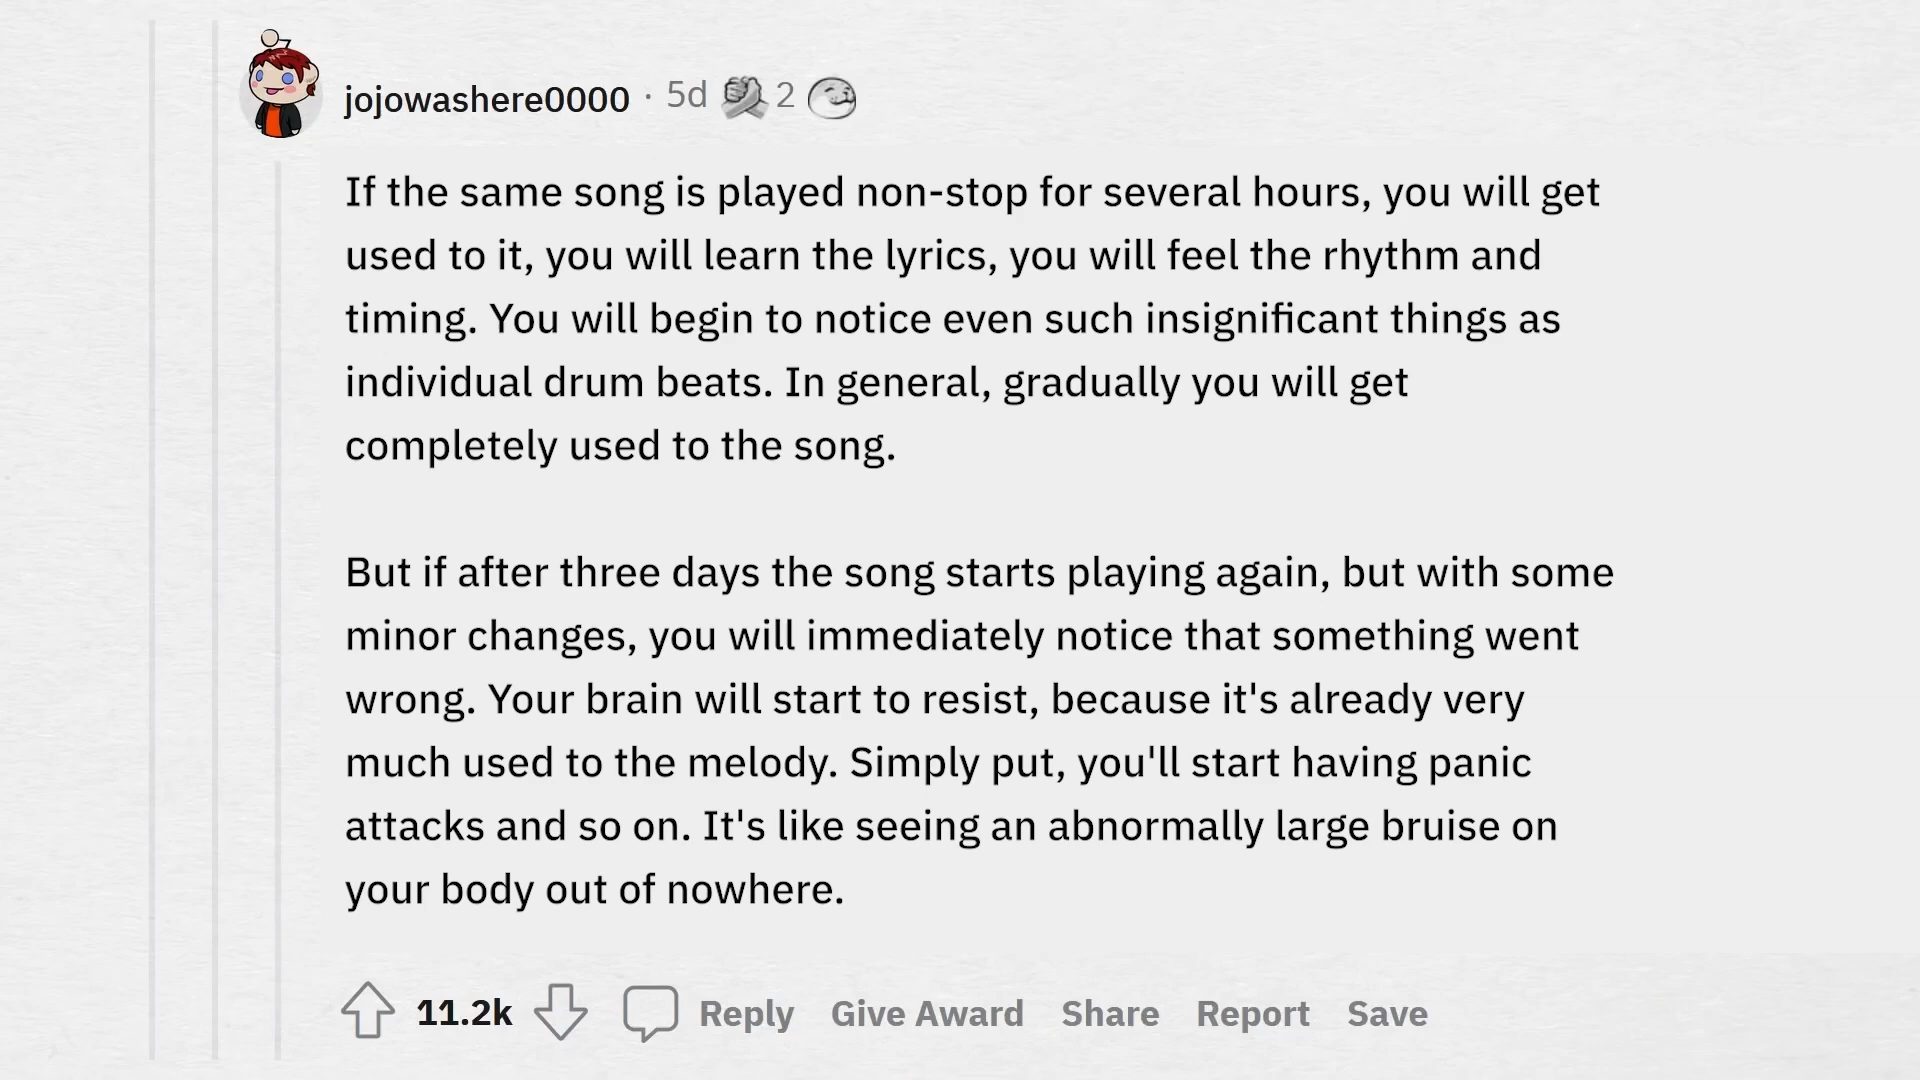 jojowashere0000 · 5d 2
If the same song is played non-stop for several hours, you will get
used to it, you will learn the lyrics, you will feel the rhythm and
timing. You will begin to notice even such insignificant things as
individual drum beats. In general, gradually you will get
completely used to the song.
But if after three days the song starts playing again, but with some
minor changes, you will immediately notice that something went
wrong. Your brain will start to resist, because it's already very
much used to the melody. Simply put, you'll start having panic
attacks and so on. It's like seeing an abnormally large bruise on
your body out of nowhere.
11.2k Reply Give Award Share Report Save